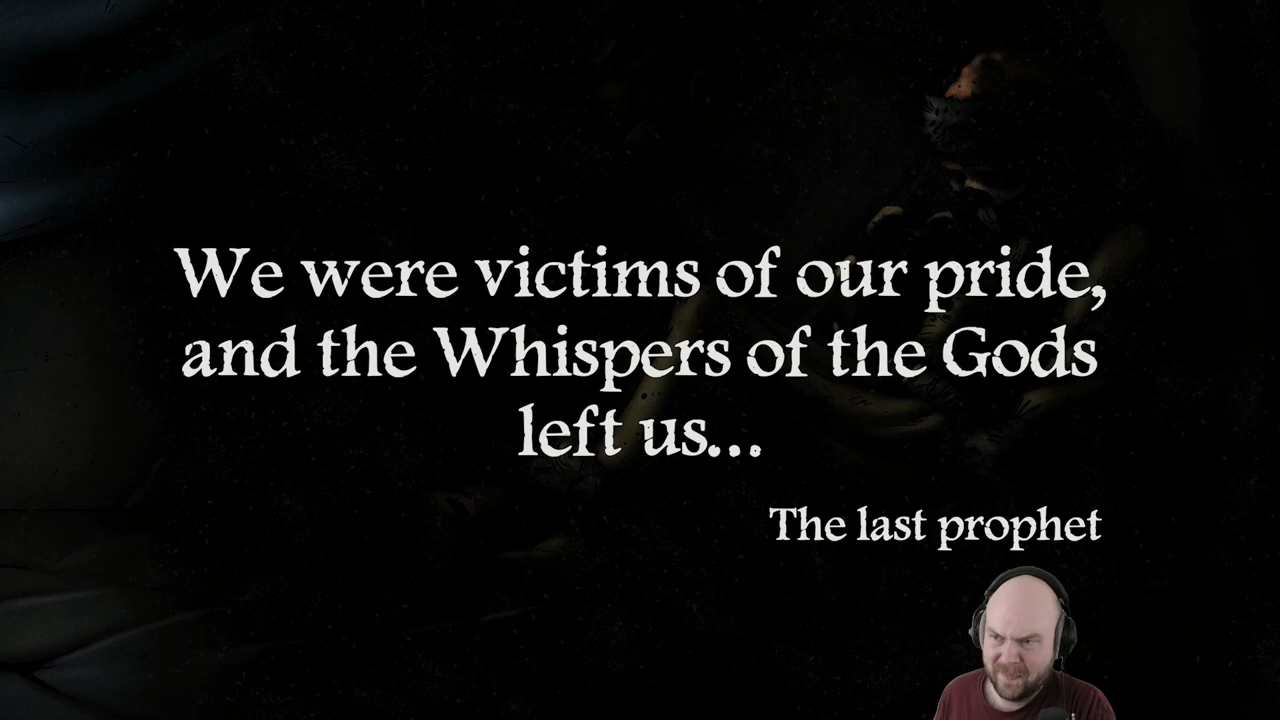 We were victims of our pride,
and the Whispers of the Gods
left us...
The last prophet